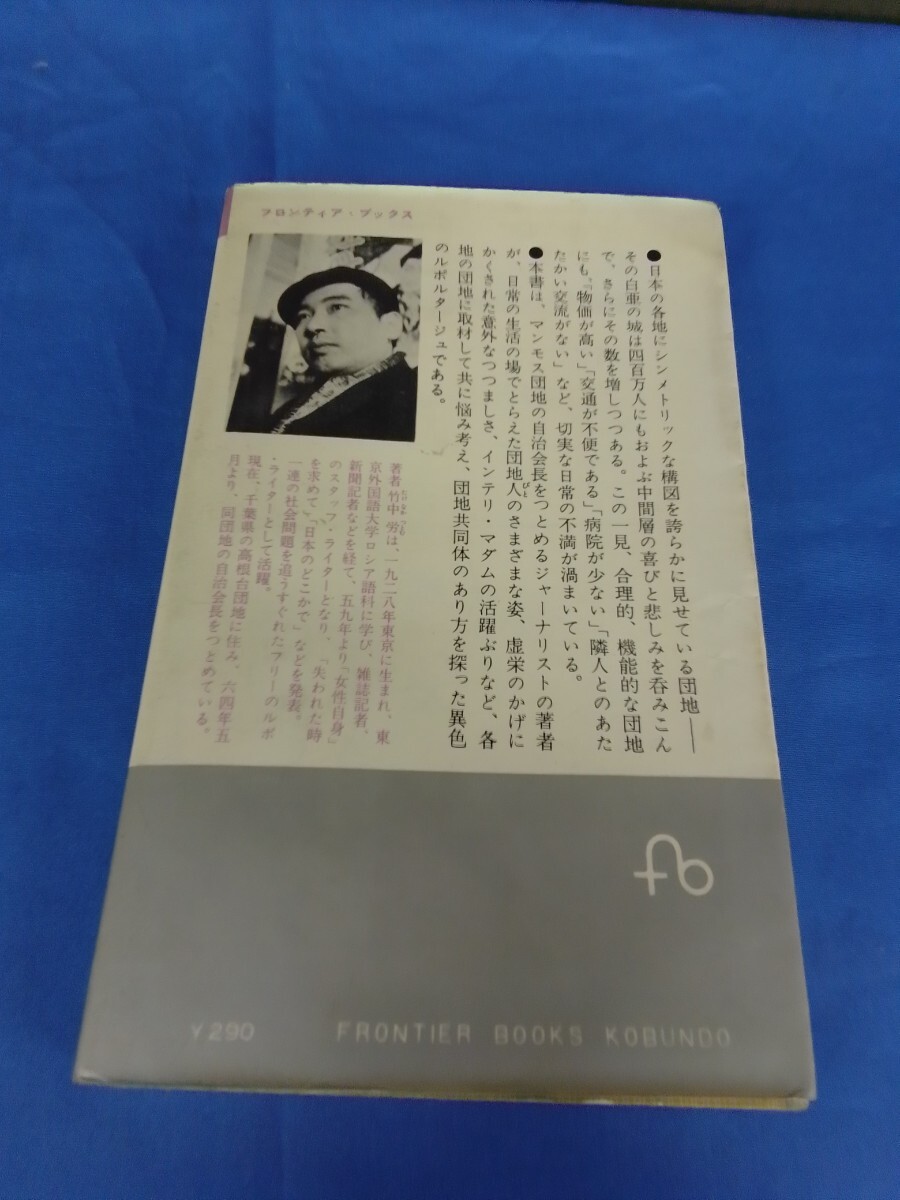 フロンティア・ブックス
●日本の各地にシンメトリックな構図を誇らかに見せている団地――
その白亜の城は四百万人にもおよぶ中間層の喜びと悲しみを呑みこん
で、さらにその数を増しつつある。この一見、合理的、機能的な団地
にも、「物価が高い」「交通が不便である」「病院が少ない」「隣人とのあた
たかい交流がない」など、切実な日常の不満が渦まいている。
●本書は、マンモス団地の自治会長をつとめるジャーナリストの著者
が、日常の生活の場でとらえた団地人のさまざまな姿、虚栄のかげに
かくされた意外なつつましさ、インテリ・マダムの活躍ぶりなど、各
地の団地に取材して共に悩み考え、団地共同体のあり方を探った異色
のルポルタージュである。
著者 竹中 労は、一九二八年東京に生まれ、東
京外国語大学ロシア語科に学び、雑誌記者、
新聞記者などを経て、五九年より「女性自身」
のスタッフ・ライターとなり、「失われた時
を求めて」「日本のどこかで」などを発表。
一連の社会問題を追うすぐれたフリーのルポ
・ライターとして活躍。
現在、千葉県の高根台団地に住み、六四年五
月より、同団地の自治会長をつとめている。
fb
¥290
FRONTIER BOOKS KOBUNDO